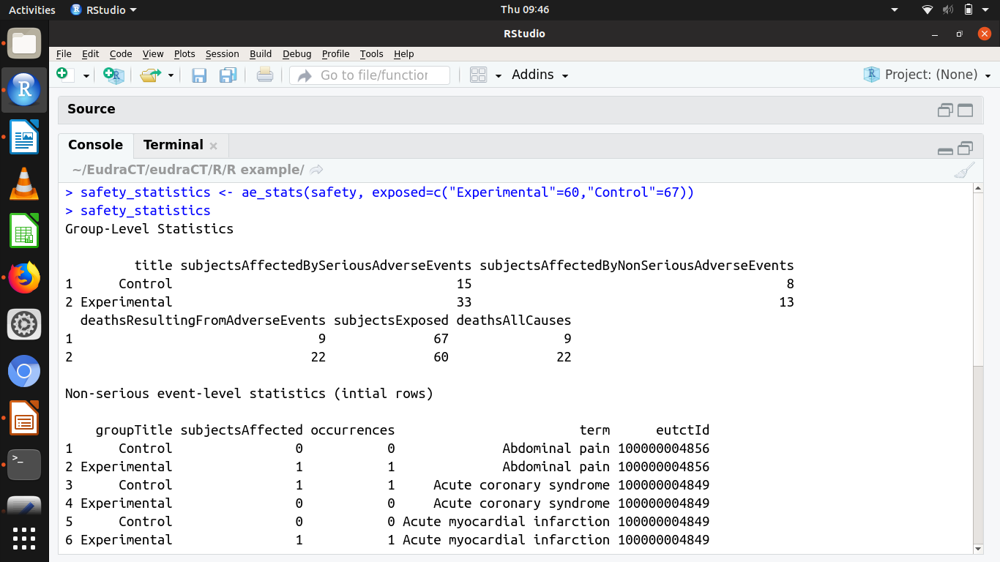 Activities RStudio Thu 09:46
RStudio
File Edit Code View Plots Session Build Debug Profile Tools Help
Go to file/function Addins Project: (None)
Source
Console Terminal
~/EudraCT/eudraCT/R/R example/
> safety_statistics <- ae_stats(safety, exposed=c("Experimental"=60,"Control"=67))
> safety_statistics
Group-Level Statistics
title subjectsAffectedBySeriousAdverseEvents subjectsAffectedByNonSeriousAdverseEvents
1 Control 15 8
2 Experimental 33 13
deathsResultingFromAdverseEvents subjectsExposed deathsAllCauses
1 9 67 9
2 22 60 22
Non-serious event-level statistics (intial rows)
groupTitle subjectsAffected occurrences term eutctId
1 Control 0 0 Abdominal pain 100000004856
2 Experimental 1 1 Abdominal pain 100000004856
3 Control 1 1 Acute coronary syndrome 100000004849
4 Experimental 0 0 Acute coronary syndrome 100000004849
5 Control 0 0 Acute myocardial infarction 100000004849
6 Experimental 1 1 Acute myocardial infarction 100000004849